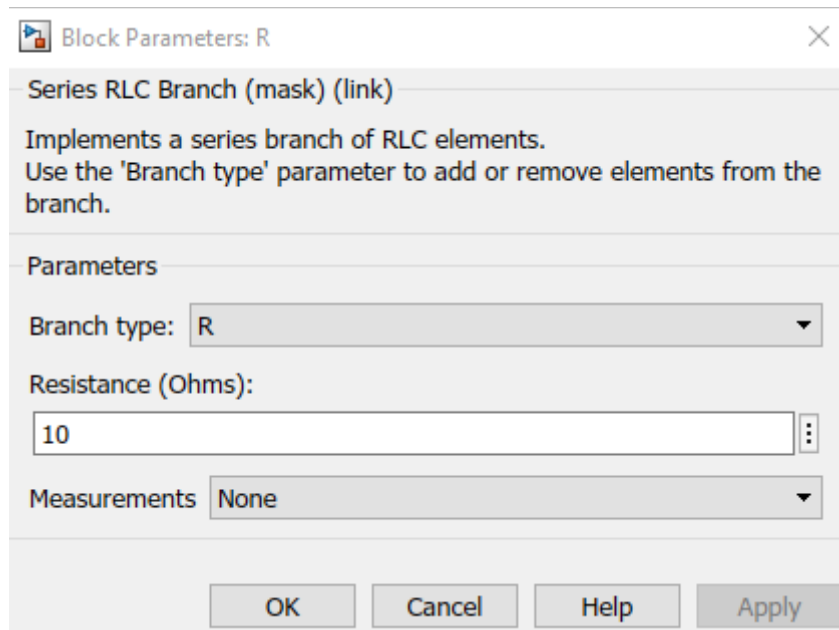 Block Parameters: R
Series RLC Branch (mask) (link)
Implements a series branch of RLC elements.
Use the 'Branch type' parameter to add or remove elements from the
branch.
Parameters
Branch type: R
Resistance (Ohms):
10
Measurements None
OK Cancel Help Apply